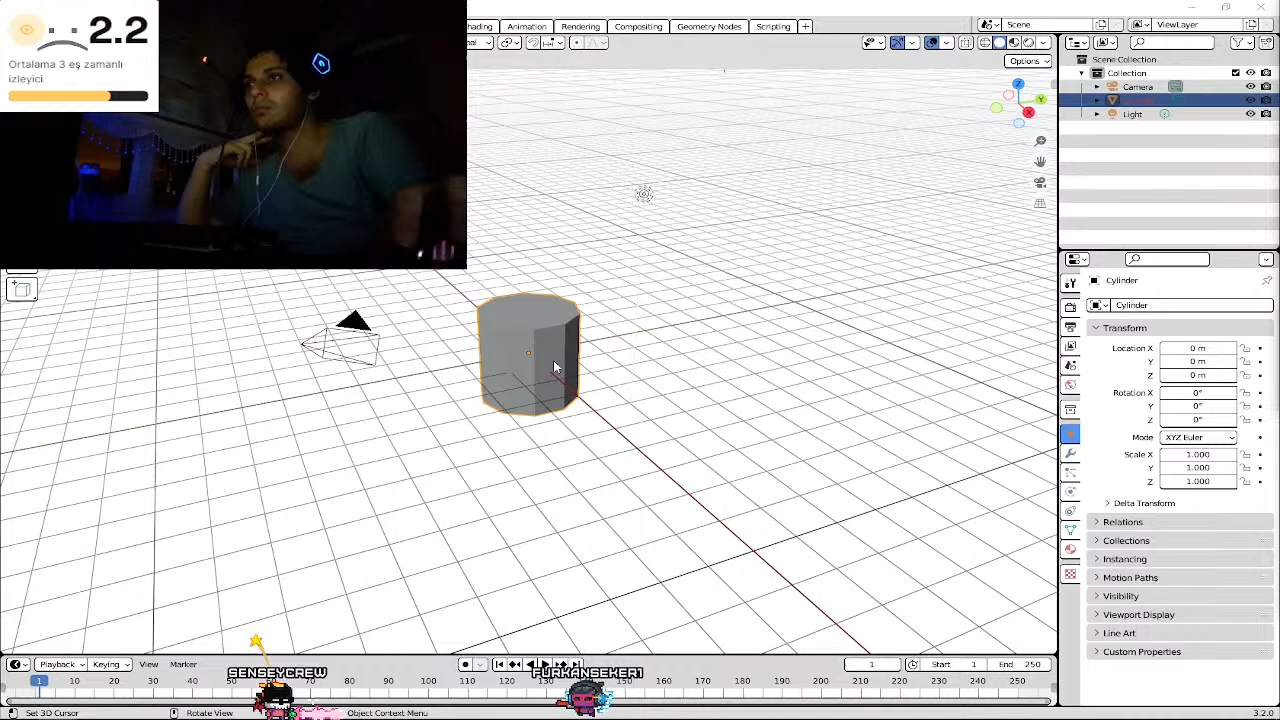 2.2
Ortalama 3 eş zamanlı
izleyici
Animation Rendering Compositing Geometry Nodes Scripting
Scene
ViewLayer
Options
Scene Collection
Collection
Camera
Light
Z
Y
X
Cylinder
Cylinder
Transform
Location X 0 m
Y 0 m
Z 0 m
Rotation X 0°
Y 0°
Z 0°
Mode XYZ Euler
Scale X 1.000
Y 1.000
Z 1.000
Delta Transform
Relations
Collections
Instancing
Motion Paths
Visibility
Viewport Display
Line Art
Custom Properties
Playback Keying View Marker
1 Start 1 End 250
SENSEYCREW
FURKANSEKER1
1 10 20 30 40 50 60 70 80 90 100 110 120 130 140 150 160 170 180 190 200 210 220 230 240 250
Set 3D Cursor Rotate View Object Context Menu 3.2.0